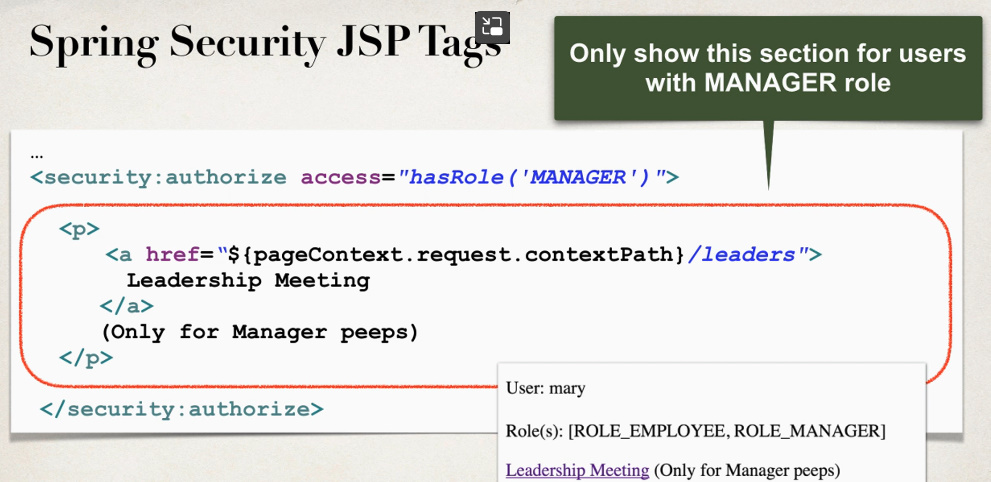 Spring Security JSP Tags
Only show this section for users
with MANAGER role
...
<security:authorize access="hasRole('MANAGER')">
<p>
<a href=“${pageContext.request.contextPath}/leaders">
Leadership Meeting
</a>
(Only for Manager peeps)
</p>
</security:authorize>
User: mary
Role(s): [ROLE_EMPLOYEE, ROLE_MANAGER]
Leadership Meeting (Only for Manager peeps)